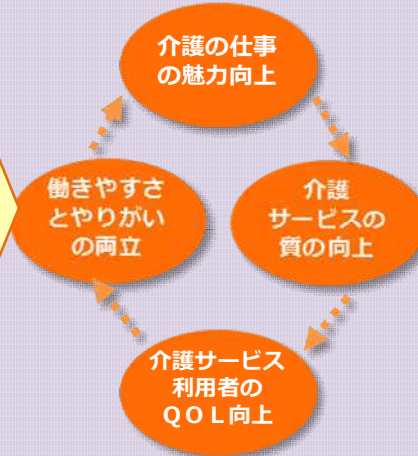 介護の仕事
の魅力向上
働きやすさ
とやりがい
の両立
介護
サービスの
質の向上
介護サービス
利用者の
ＱＯＬ向上